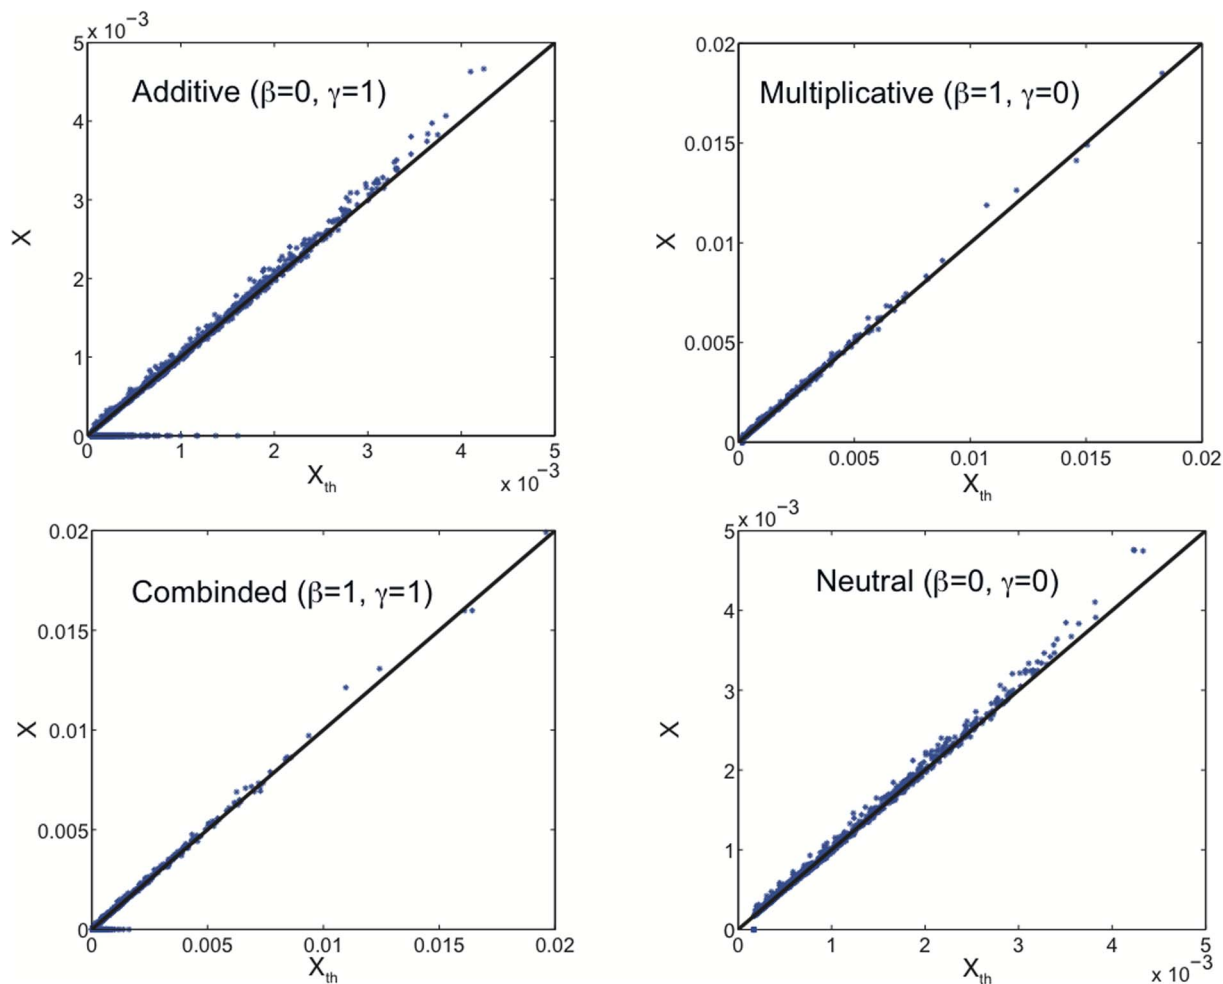 5 x 10⁻³
Additive (β=0, γ=1)
4
3
X
2
1
0
0 1 2 3 4 5
Xth x 10⁻³
0.02
Multiplicative (β=1, γ=0)
0.015
X 0.01
0.005
0
0 0.005 0.01 0.015 0.02
Xth
0.02
Combinded (β=1, γ=1)
0.015
X 0.01
0.005
0
0 0.005 0.01 0.015 0.02
Xth
5 x 10⁻³
Neutral (β=0, γ=0)
4
3
X
2
1
0
0 1 2 3 4 5
Xth x 10⁻³